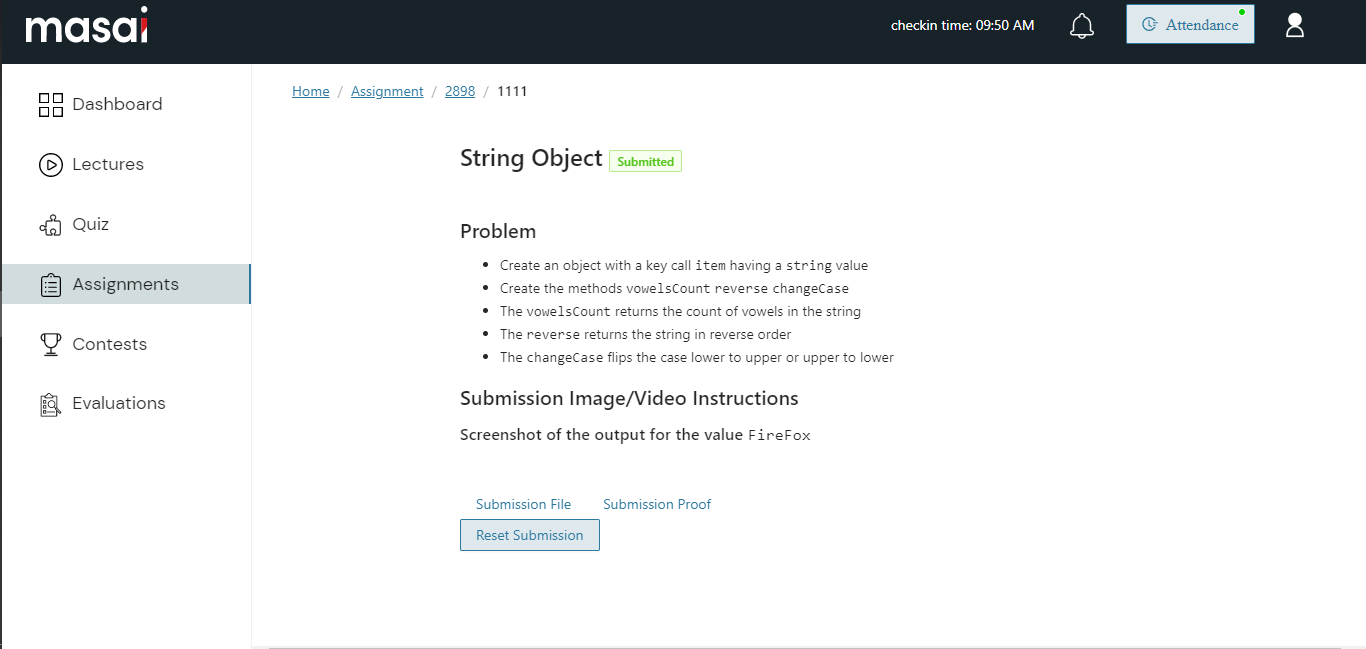 masai
checkin time: 09:50 AM
Attendance
Dashboard
Lectures
Quiz
Assignments
Contests
Evaluations
Home / Assignment / 2898 / 1111
String Object Submitted
Problem
Create an object with a key call item having a string value
Create the methods vowelsCount reverse changeCase
The vowelsCount returns the count of vowels in the string
The reverse returns the string in reverse order
The changeCase flips the case lower to upper or upper to lower
Submission Image/Video Instructions
Screenshot of the output for the value FireFox
Submission File Submission Proof
Reset Submission